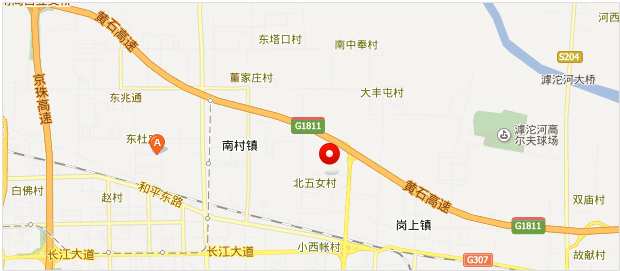 黄石高速
河西
东塔口村
南中奉村
S204
董家庄村
滹沱河大桥
京珠高速
大丰屯村
东兆通
G1811
滹沱河高
尔夫球场
东杜
A
南村镇
北五女村
白佛村
赵村
和平东路
黄石高速
双庙村
岗上镇
G1811
长江大道
长江大道
小西帐村
G307
故献村